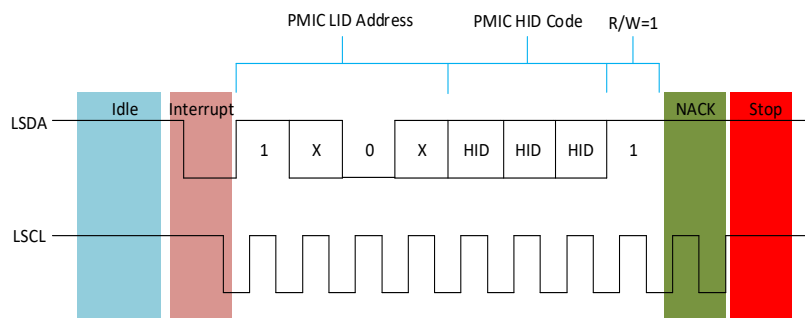 PMIC LID Address PMIC HID Code R/W=1
Idle Interrupt NACK Stop
LSDA
1 X 0 X HID HID HID 1
LSCL